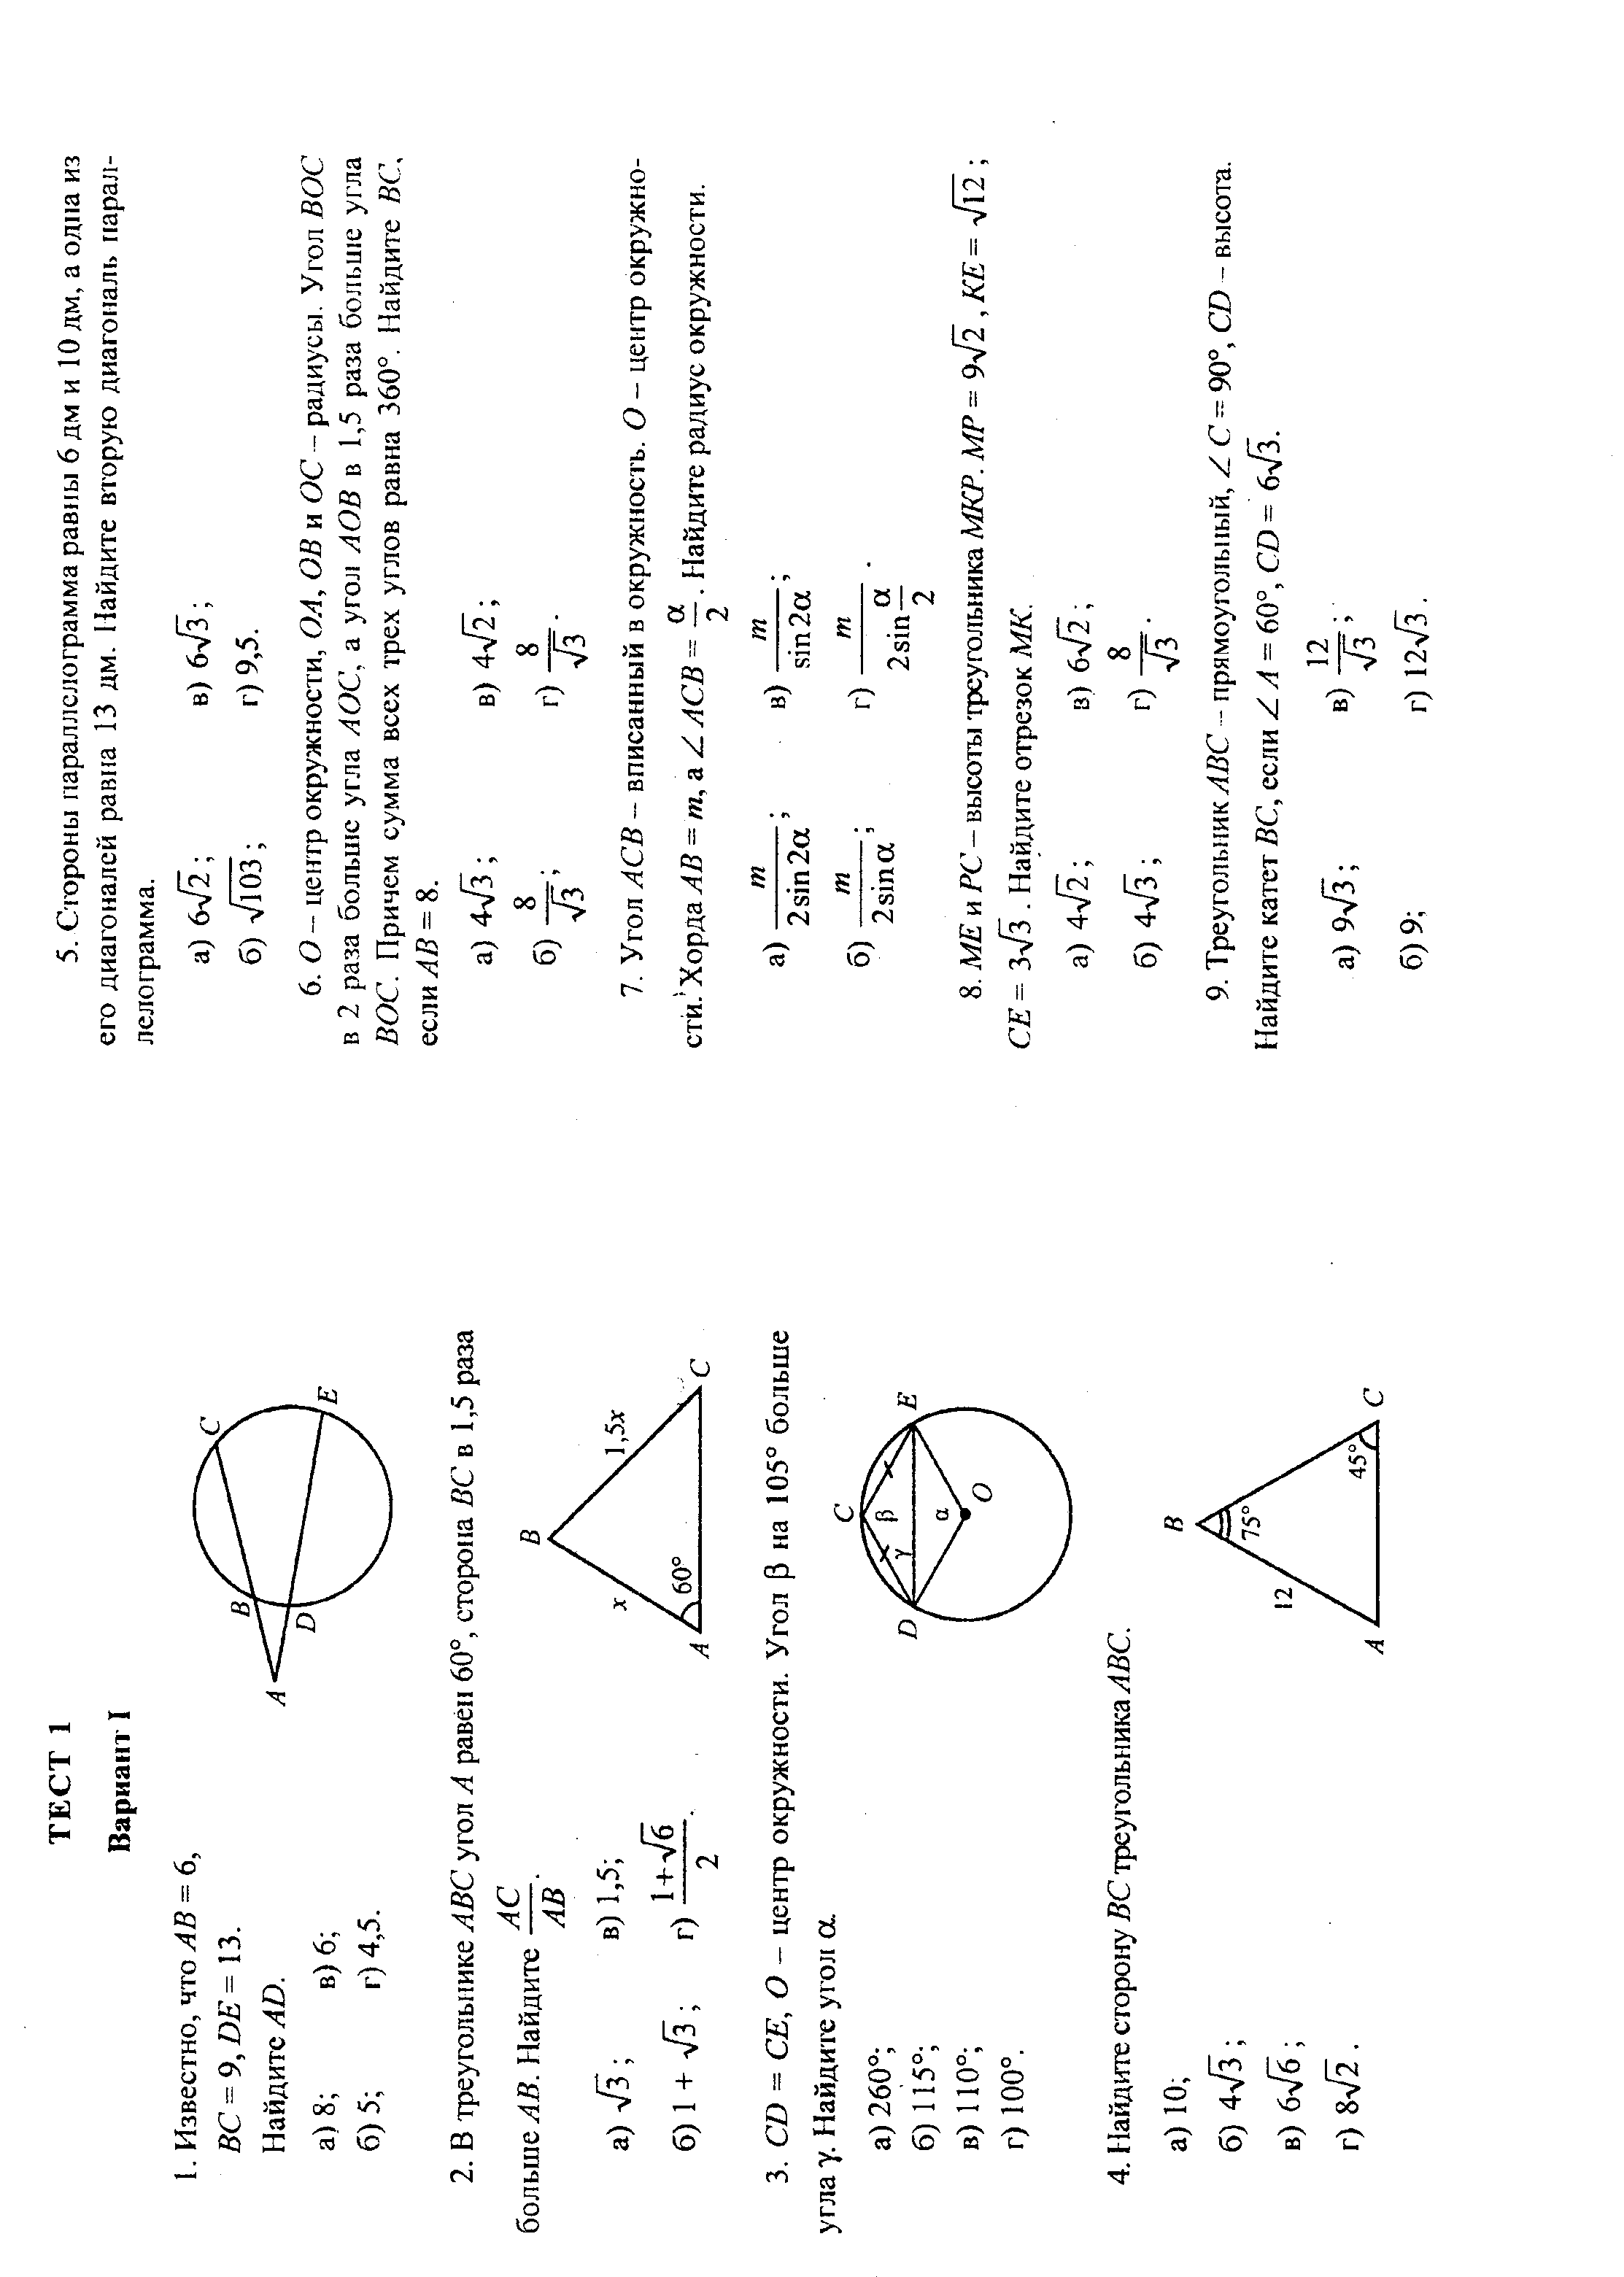 ТЕСТ 1
Вариант I
1. Известно, что AB = 6,
BC = 9, DE = 13.
Найдите AD.
а) 8; в) 6;
б) 5; г) 4,5.
A B C D E
2. В треугольнике ABC угол A равен 60°, сторона BC в 1,5 раза
больше AB. Найдите AC/AB.
а) √3; в) 1,5;
б) 1 + √3; г) (1+√6)/2.
B
x 1,5x
A 60° C
3. CD = CE, O – центр окружности. Угол β на 105° больше
угла γ. Найдите угол α.
а) 260°;
б) 115°;
в) 110°;
г) 100°.
C
β
D γ E
α
O
4. Найдите сторону BC треугольника ABC.
а) 10;
б) 4√3;
в) 6√6;
г) 8√2.
B
75°
12
45°
A C
5. Стороны параллелограмма равны 6 дм и 10 дм, а одна из
его диагоналей равна 13 дм. Найдите вторую диагональ парал-
лелограмма.
а) 6√2; в) 6√3;
б) √103; г) 9,5.
6. O – центр окружности, OA, OB и OC – радиусы. Угол BOC
в 2 раза больше угла AOC, а угол AOB в 1,5 раза больше угла
BOC. Причем сумма всех трех углов равна 360°. Найдите BC,
если AB = 8.
а) 4√3; в) 4√2;
б) 8/√3; г) 8/√3.
7. Угол ACB – вписанный в окружность. O – центр окружно-
сти. Хорда AB = m, а ∠ACB = α/2. Найдите радиус окружности.
а) m/(2sin2α); в) m/(sin2α);
б) m/(2sinα); г) m/(2sin α/2).
8. ME и PC – высоты треугольника MKP. MP = 9√2, KE = √12;
CE = 3√3. Найдите отрезок MK.
а) 4√2; в) 6√2;
б) 4√3; г) 8/√3.
9. Треугольник ABC – прямоугольный, ∠C = 90°, CD – высота.
Найдите катет BC, если ∠A = 60°, CD = 6√3.
а) 9√3; в) 12/√3;
б) 9; г) 12√3.